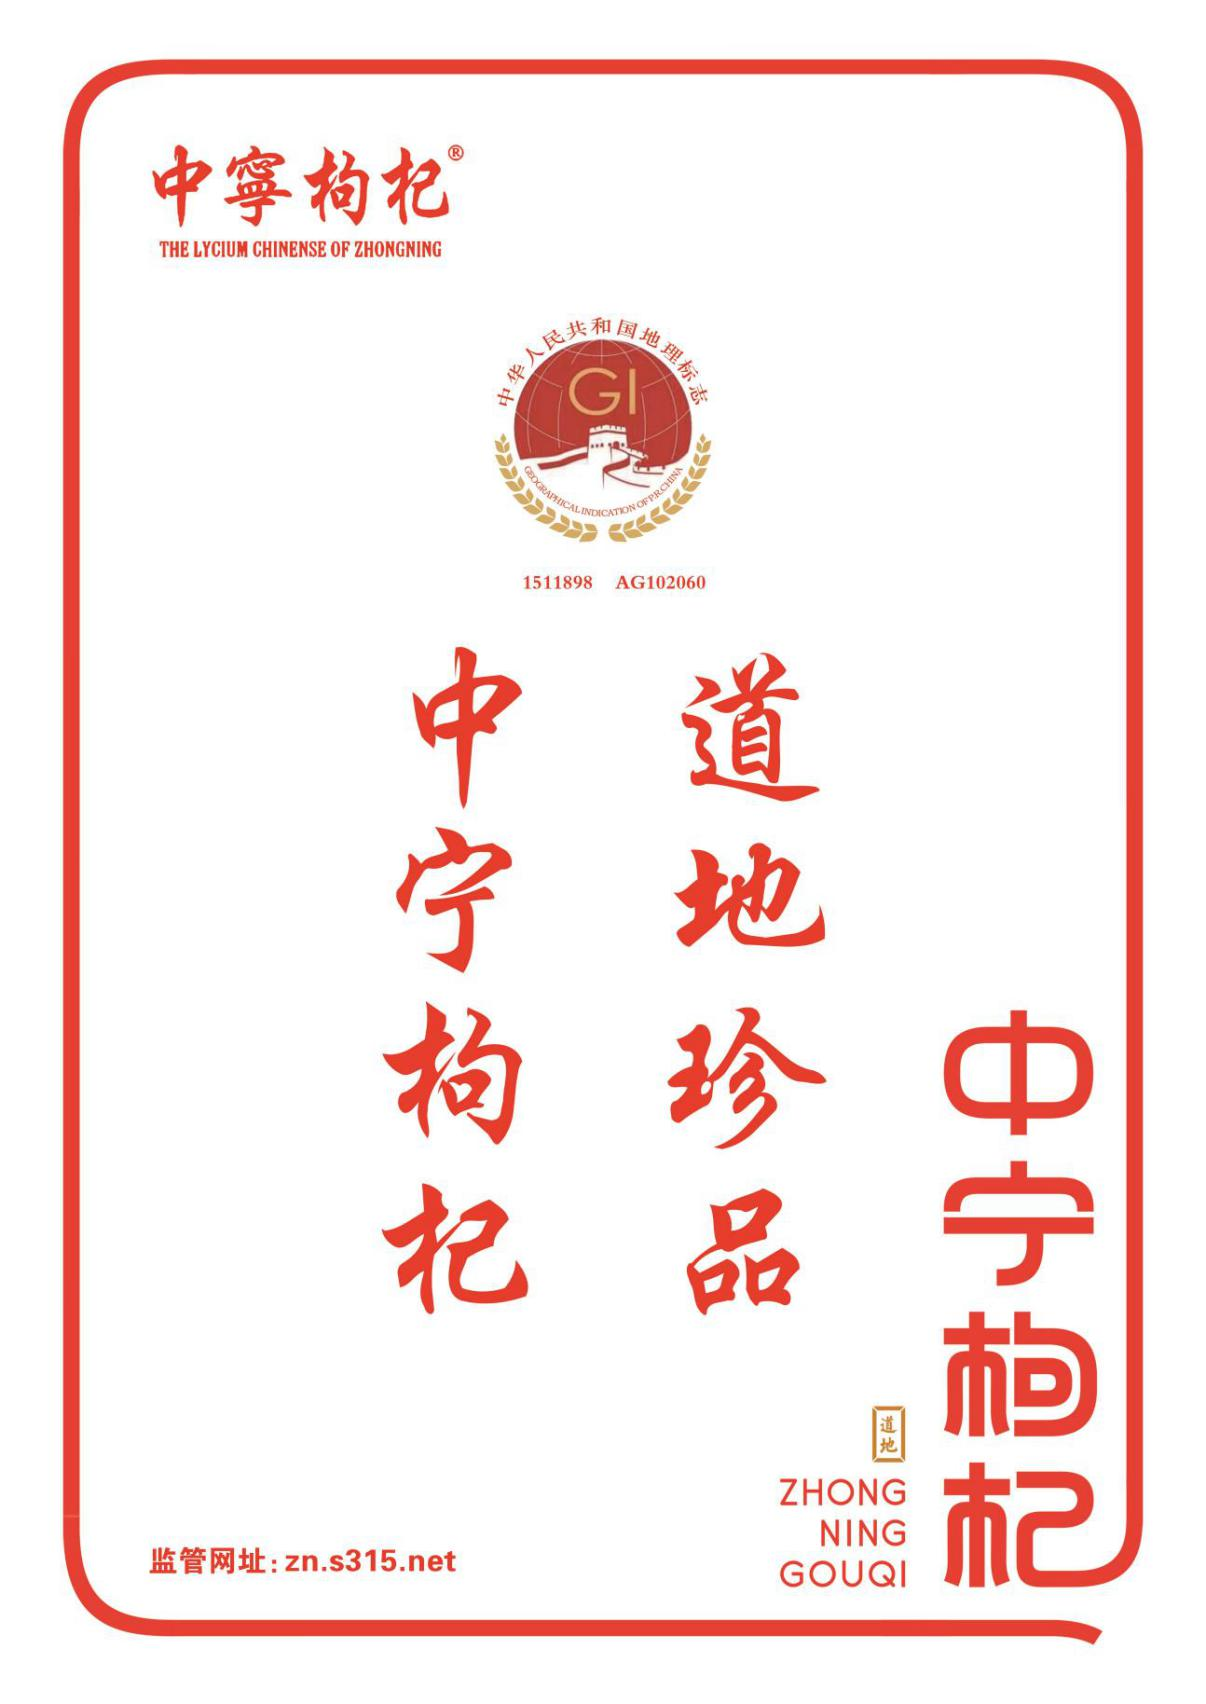 中寧枸杞®
THE LYCIUM CHINENSE OF ZHONGNING
中华人民共和国地理标志
GI
GEOGRAPHICAL INDICATION OF P.R.CHINA
1511898 AG102060
道地珍品
中宁枸杞
中宁枸杞
道地
ZHONG
NING
GOUQI
监管网址:zn.s315.net